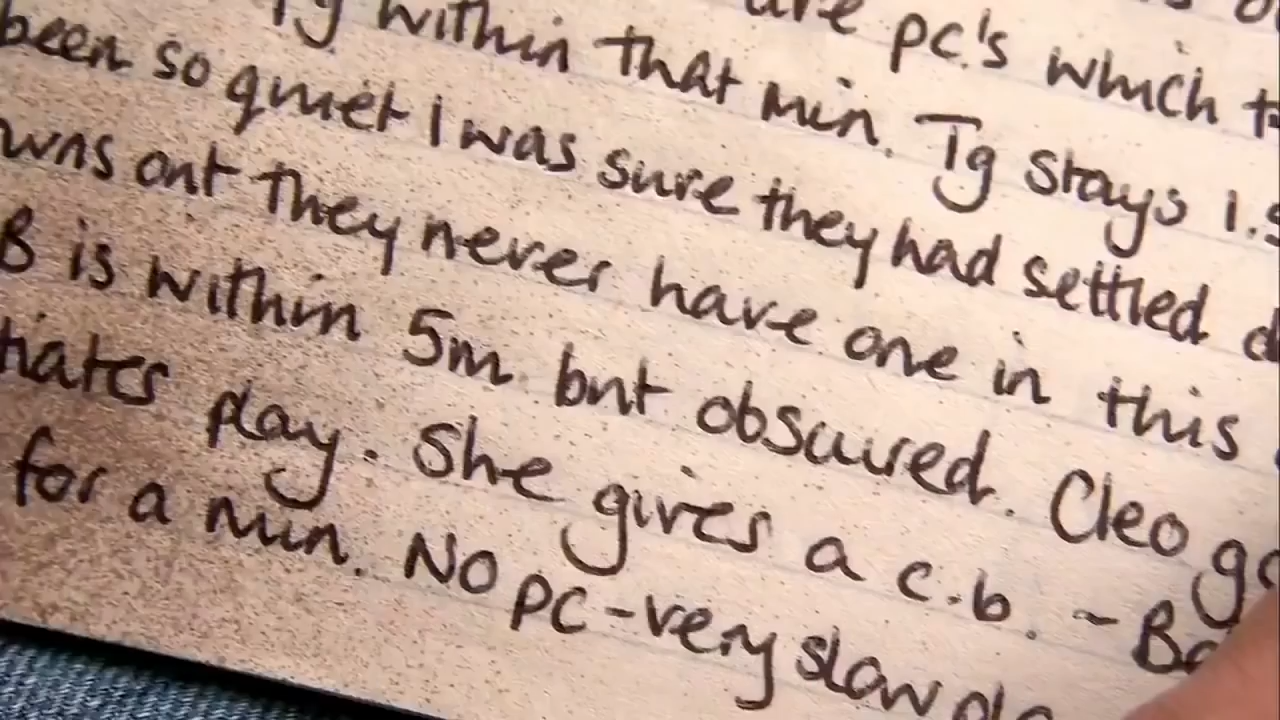 are pc's which
Tg within that min. Tg stays 1.5
been so quiet I was sure they had settled
out they never have one in this
B is within 5m but obscured. Cleo
play. She gives a c.b. ~
for a min. No PC - very slow